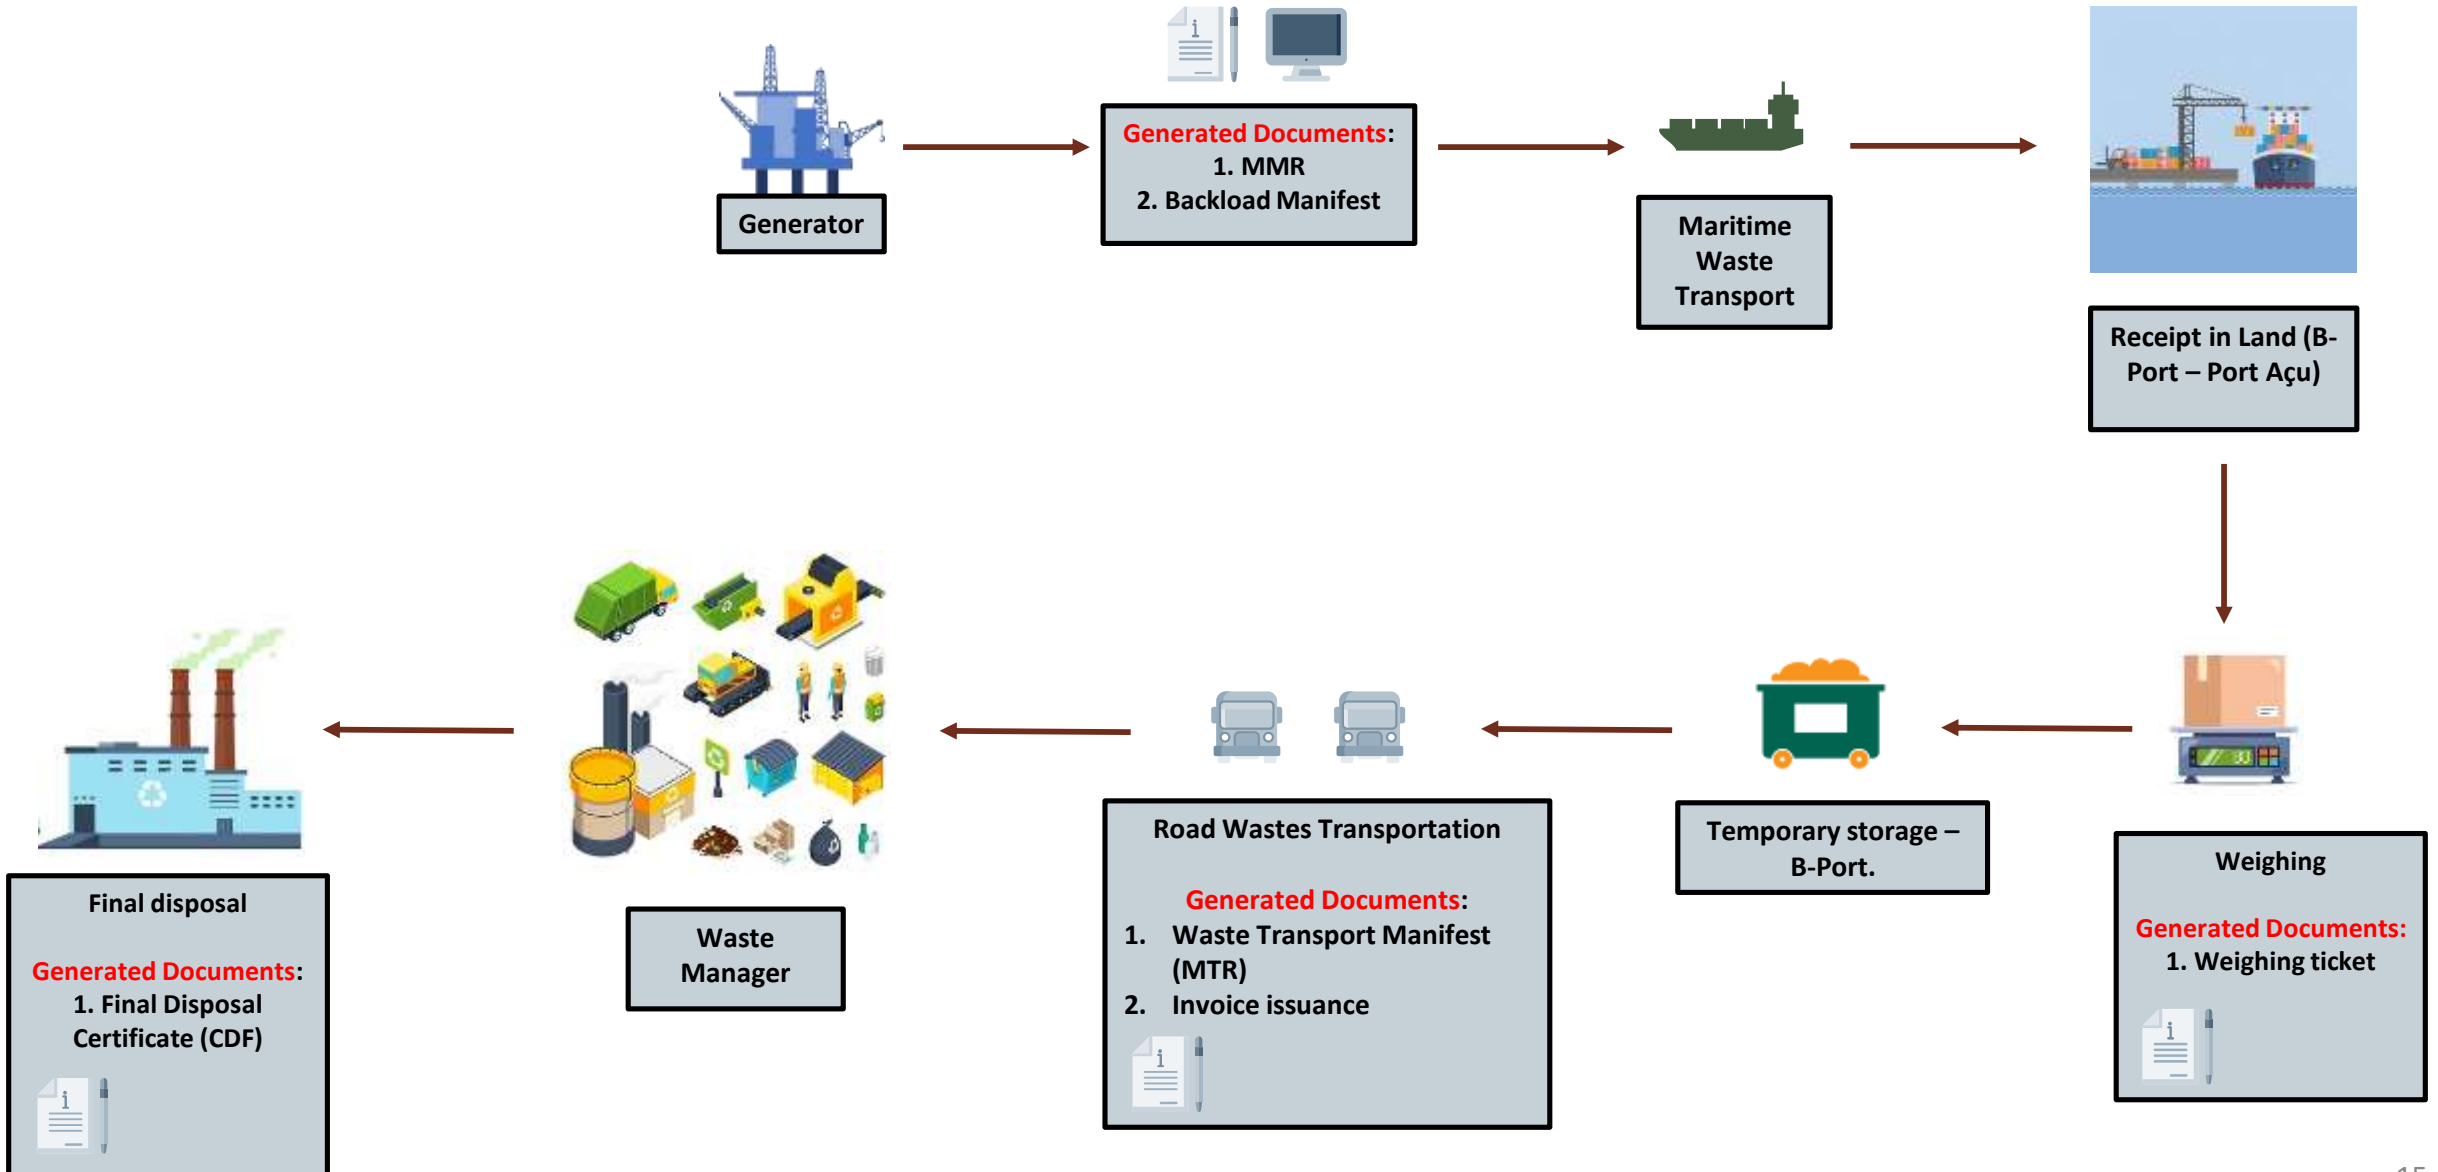 Generator
Generated Documents:
1. MMR
2. Backload Manifest
Maritime
Waste
Transport
Receipt in Land (B-
Port – Port Açu)
Weighing
Generated Documents:
1. Weighing ticket
Temporary storage –
B-Port.
Road Wastes Transportation
Generated Documents:
1. Waste Transport Manifest
(MTR)
2. Invoice issuance
Waste
Manager
Final disposal
Generated Documents:
1. Final Disposal
Certificate (CDF)
15